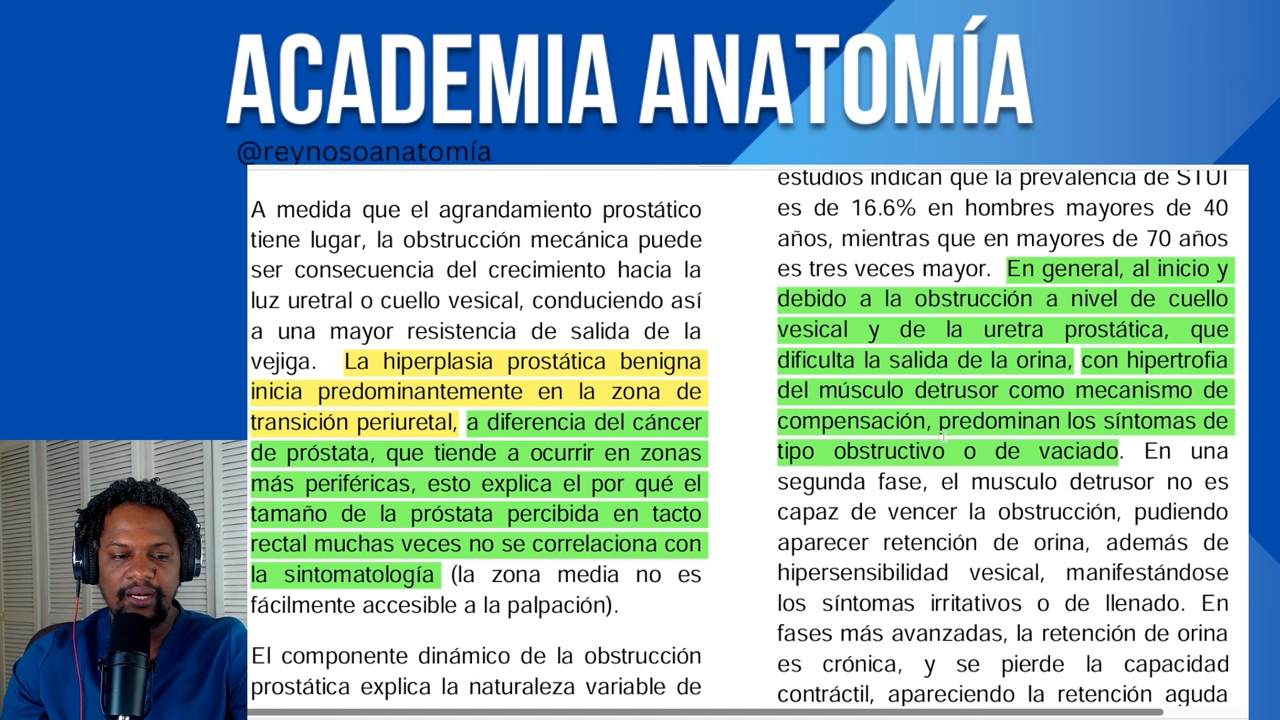 ACADEMIA ANATOMÍA
@reynosoanatomía
A medida que el agrandamiento prostático
tiene lugar, la obstrucción mecánica puede
ser consecuencia del crecimiento hacia la
luz uretral o cuello vesical, conduciendo así
a una mayor resistencia de salida de la
vejiga. La hiperplasia prostática benigna
inicia predominantemente en la zona de
transición periuretal, a diferencia del cáncer
de próstata, que tiende a ocurrir en zonas
más periféricas, esto explica el por qué el
tamaño de la próstata percibida en tacto
rectal muchas veces no se correlaciona con
la sintomatología (la zona media no es
fácilmente accesible a la palpación).
El componente dinámico de la obstrucción
prostática explica la naturaleza variable de
estudios indican que la prevalencia de STUI
es de 16.6% en hombres mayores de 40
años, mientras que en mayores de 70 años
es tres veces mayor. En general, al inicio y
debido a la obstrucción a nivel de cuello
vesical y de la uretra prostática, que
dificulta la salida de la orina, con hipertrofia
del músculo detrusor como mecanismo de
compensación, predominan los síntomas de
tipo obstructivo o de vaciado. En una
segunda fase, el musculo detrusor no es
capaz de vencer la obstrucción, pudiendo
aparecer retención de orina, además de
hipersensibilidad vesical, manifestándose
los síntomas irritativos o de llenado. En
fases más avanzadas, la retención de orina
es crónica, y se pierde la capacidad
contráctil, apareciendo la retención aguda